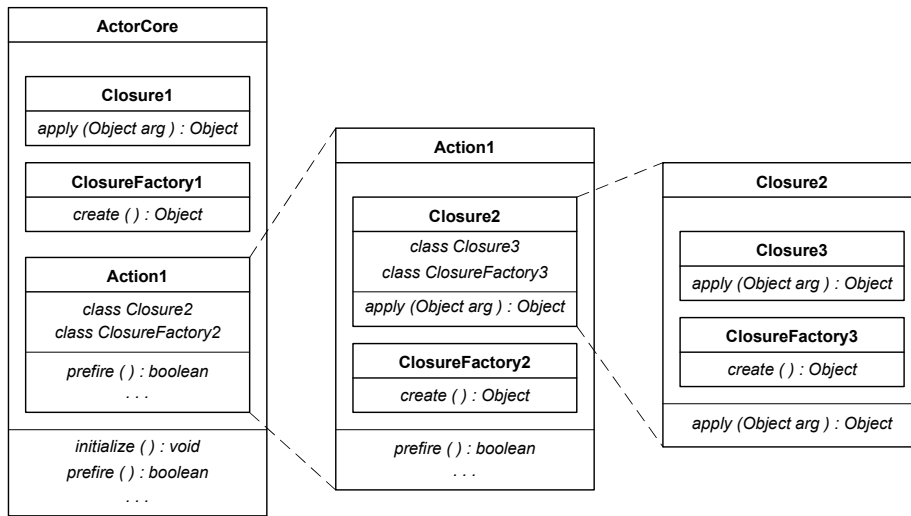 ActorCore
Closure1
apply (Object arg ) : Object
ClosureFactory1
create ( ) : Object
Action1
class Closure2
class ClosureFactory2
prefire ( ) : boolean
. . .
initialize ( ) : void
prefire ( ) : boolean
. . .
Action1
Closure2
class Closure3
class ClosureFactory3
apply (Object arg ) : Object
ClosureFactory2
create ( ) : Object
prefire ( ) : boolean
. . .
Closure2
Closure3
apply (Object arg ) : Object
ClosureFactory3
create ( ) : Object
apply (Object arg ) : Object